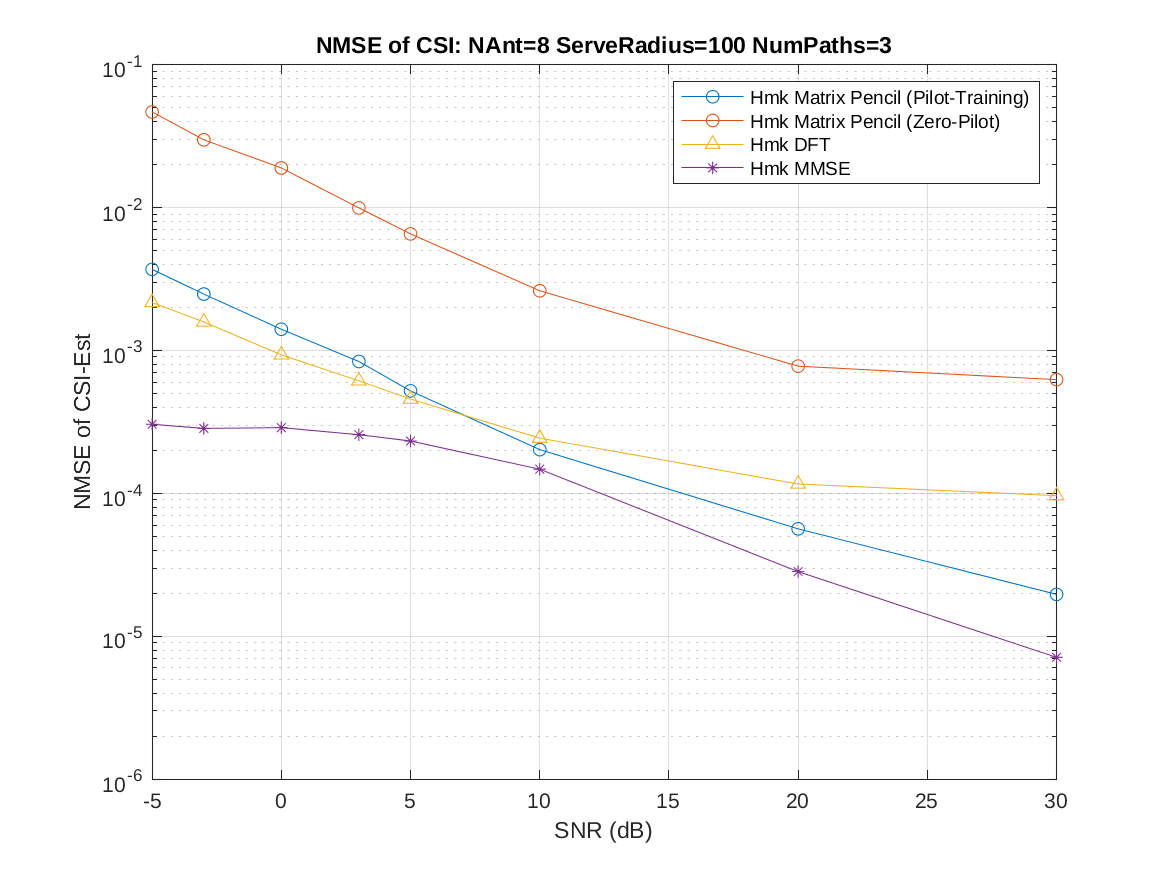 NMSE of CSI: NAnt=8 ServeRadius=100 NumPaths=3
10^-1
Hmk Matrix Pencil (Pilot-Training)
Hmk Matrix Pencil (Zero-Pilot)
Hmk DFT
Hmk MMSE
10^-2
10^-3
NMSE of CSI-Est
10^-4
10^-5
10^-6
-5 0 5 10 15 20 25 30
SNR (dB)